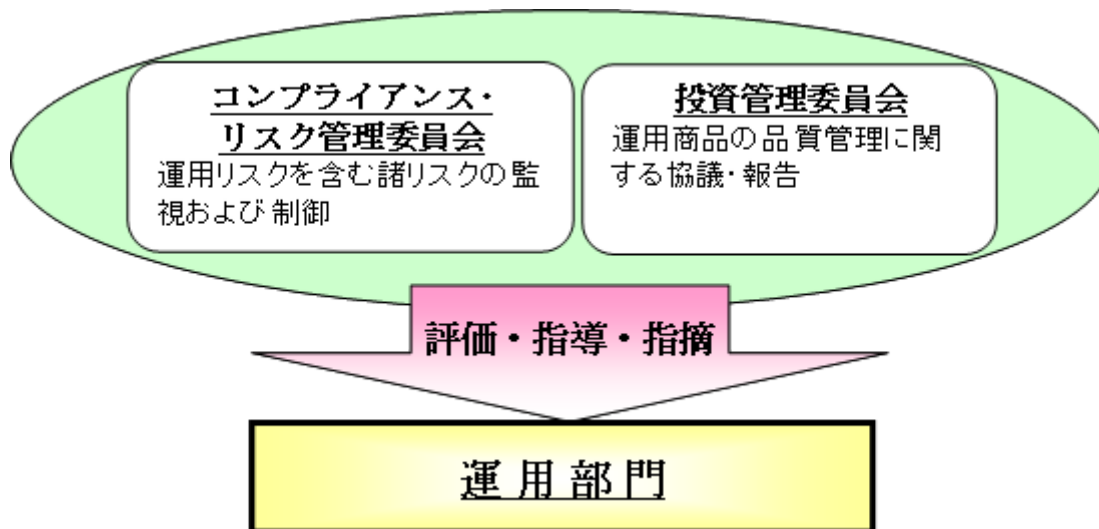 コンプライアンス・
リスク管理委員会
運用リスクを含む諸リスクの監
視および制御
投資管理委員会
運用商品の品質管理に関
する協議・報告
評価・指導・指摘
運用部門